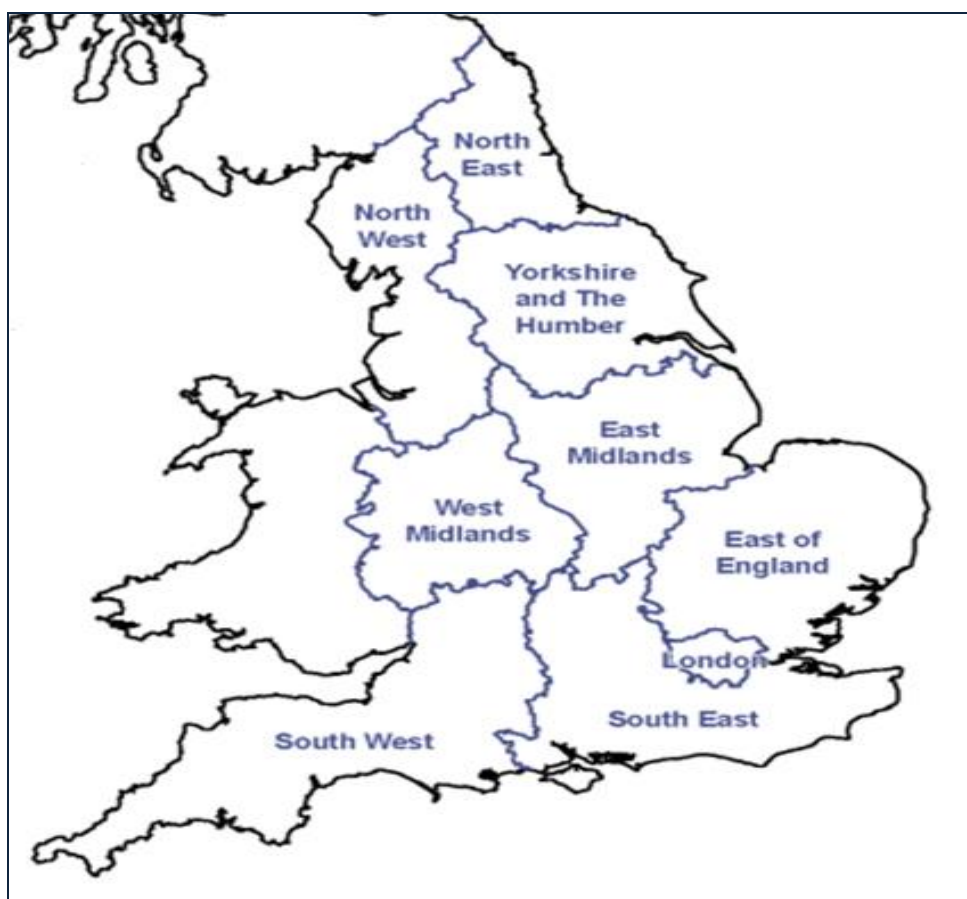 North
East
North
West
Yorkshire
and The
Humber
East
Midlands
West
Midlands
East of
England
London
South East
South West